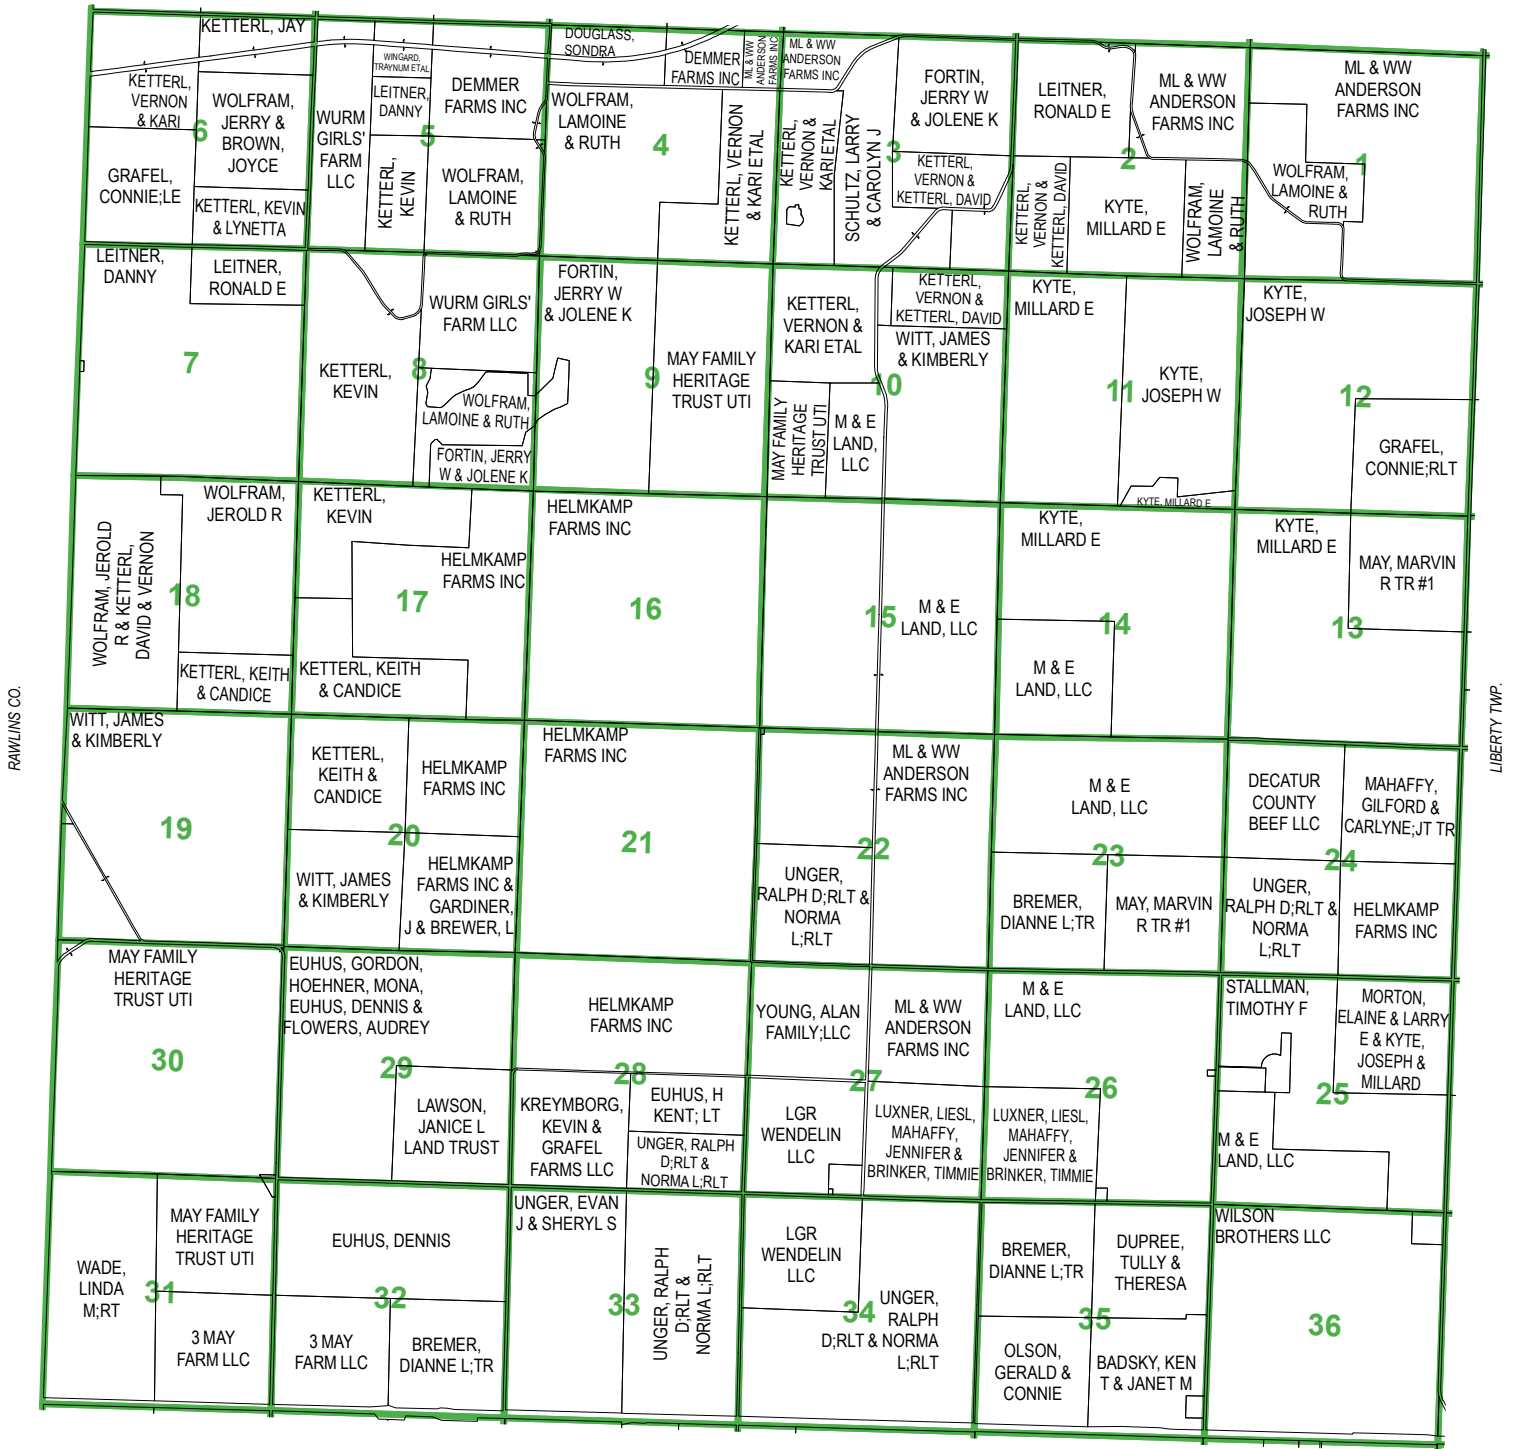 KETTERL, JAY
KETTERL,
VERNON
& KARI
WOLFRAM,
JERRY &
BROWN,
JOYCE
6
GRAFEL,
CONNIE;LE
KETTERL, KEVIN
& LYNETTA
WINGARD,
TRAYNUM ETAL
WURM
GIRLS'
FARM
LLC
LEITNER,
DANNY
DEMMER
FARMS INC
5
KETTERL,
KEVIN
WOLFRAM,
LAMOINE
& RUTH
DOUGLASS,
SONDRA
DEMMER
FARMS INC
ML & WW
ANDERSON
FARMS INC
WOLFRAM,
LAMOINE
& RUTH
4
KETTERL, VERNON
& KARI ETAL
ML & WW
ANDERSON
FARMS INC
KETTERL,
VERNON &
KARI ETAL
SCHULTZ, LARRY
& CAROLYN J
FORTIN,
JERRY W
& JOLENE K
3
KETTERL,
VERNON &
KETTERL, DAVID
LEITNER,
RONALD E
ML & WW
ANDERSON
FARMS INC
2
KETTERL,
VERNON &
KETTERL, DAVID
KYTE,
MILLARD E
WOLFRAM,
LAMOINE
& RUTH
ML & WW
ANDERSON
FARMS INC
1
WOLFRAM,
LAMOINE &
RUTH
LEITNER,
DANNY
LEITNER,
RONALD E
7
WURM GIRLS'
FARM LLC
KETTERL,
KEVIN
8
WOLFRAM,
LAMOINE & RUTH
FORTIN, JERRY
W & JOLENE K
FORTIN,
JERRY W
& JOLENE K
9
MAY FAMILY
HERITAGE
TRUST UTI
KETTERL,
VERNON &
KARI ETAL
KETTERL,
VERNON &
KETTERL, DAVID
WITT, JAMES
& KIMBERLY
10
MAY FAMILY
HERITAGE
TRUST UTI
M & E
LAND,
LLC
KYTE,
MILLARD E
11
KYTE,
JOSEPH W
KYTE, MILLARD E
KYTE,
JOSEPH W
12
GRAFEL,
CONNIE;RLT
WOLFRAM, JEROLD
R & KETTERL,
DAVID & VERNON
WOLFRAM,
JEROLD R
18
KETTERL, KEITH
& CANDICE
KETTERL,
KEVIN
HELMKAMP
FARMS INC
17
KETTERL, KEITH
& CANDICE
HELMKAMP
FARMS INC
16
15
M & E
LAND, LLC
KYTE,
MILLARD E
14
M & E
LAND, LLC
KYTE,
MILLARD E
MAY, MARVIN
R TR #1
13
RAWLINS CO.
LIBERTY TWP.
WITT, JAMES
& KIMBERLY
19
KETTERL,
KEITH &
CANDICE
HELMKAMP
FARMS INC
20
WITT, JAMES
& KIMBERLY
HELMKAMP
FARMS INC &
GARDINER,
J & BREWER, L
HELMKAMP
FARMS INC
21
ML & WW
ANDERSON
FARMS INC
22
UNGER,
RALPH D;RLT &
NORMA
L;RLT
M & E
LAND, LLC
23
BREMER,
DIANNE L;TR
MAY, MARVIN
R TR #1
DECATUR
COUNTY
BEEF LLC
MAHAFFY,
GILFORD &
CARLYNE;JT TR
24
UNGER,
RALPH D;RLT &
NORMA
L;RLT
HELMKAMP
FARMS INC
MAY FAMILY
HERITAGE
TRUST UTI
30
EUHUS, GORDON,
HOEHNER, MONA,
EUHUS, DENNIS &
FLOWERS, AUDREY
29
LAWSON,
JANICE L
LAND TRUST
HELMKAMP
FARMS INC
28
KREYMBORG,
KEVIN &
GRAFEL
FARMS LLC
EUHUS, H
KENT; LT
UNGER, RALPH
D;RLT &
NORMA L;RLT
YOUNG, ALAN
FAMILY;LLC
ML & WW
ANDERSON
FARMS INC
27
LGR
WENDELIN
LLC
LUXNER, LIESL,
MAHAFFY,
JENNIFER &
BRINKER, TIMMIE
M & E
LAND, LLC
26
LUXNER, LIESL,
MAHAFFY,
JENNIFER &
BRINKER, TIMMIE
STALLMAN,
TIMOTHY F
MORTON,
ELAINE & LARRY
E & KYTE,
JOSEPH &
MILLARD
25
M & E
LAND, LLC
WADE,
LINDA
M;RT
MAY FAMILY
HERITAGE
TRUST UTI
31
3 MAY
FARM LLC
EUHUS, DENNIS
32
3 MAY
FARM LLC
BREMER,
DIANNE L;TR
UNGER, EVAN
J & SHERYL S
33
UNGER, RALPH
D;RLT &
NORMA L;RLT
LGR
WENDELIN
LLC
34
UNGER,
RALPH
D;RLT & NORMA
L;RLT
BREMER,
DIANNE L;TR
DUPREE,
TULLY &
THERESA
35
OLSON,
GERALD &
CONNIE
BADSKY, KEN
T & JANET M
WILSON
BROTHERS LLC
36